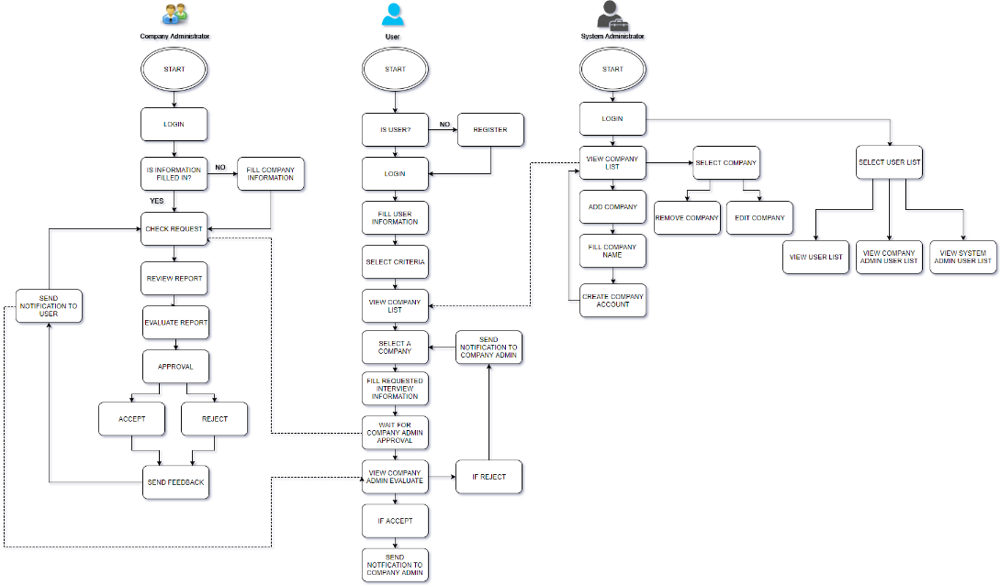 Company Administrator
START
LOGIN
IS INFORMATION
FILLED IN?
NO
FILL COMPANY
INFORMATION
YES
CHECK REQUEST
REVIEW REPORT
SEND
NOTIFICATION TO
USER
EVALUATE REPORT
APPROVAL
ACCEPT
REJECT
SEND FEEDBACK
User
START
IS USER?
NO
REGISTER
LOGIN
FILL USER
INFORMATION
SELECT CRITERIA
VIEW COMPANY
LIST
SELECT A
COMPANY
SEND
NOTIFICATION TO
COMPANY ADMIN
FILL REQUESTED
INTERVIEW
INFORMATION
WAIT FOR
COMPANY ADMIN
APPROVAL
VIEW COMPANY
ADMIN EVALUATE
IF REJECT
IF ACCEPT
SEND
NOTFICATION TO
COMPANY ADMIN
System Administrator
START
LOGIN
VIEW COMPANY
LIST
SELECT COMPANY
SELECT USER LIST
ADD COMPANY
REMOVE COMPANY
EDIT COMPANY
FILL COMPANY
NAME
VIEW USER LIST
VIEW COMPANY
ADMIN USER LIST
VIEW SYSTEM
ADMIN USER LIST
CREATE COMPANY
ACCOUNT